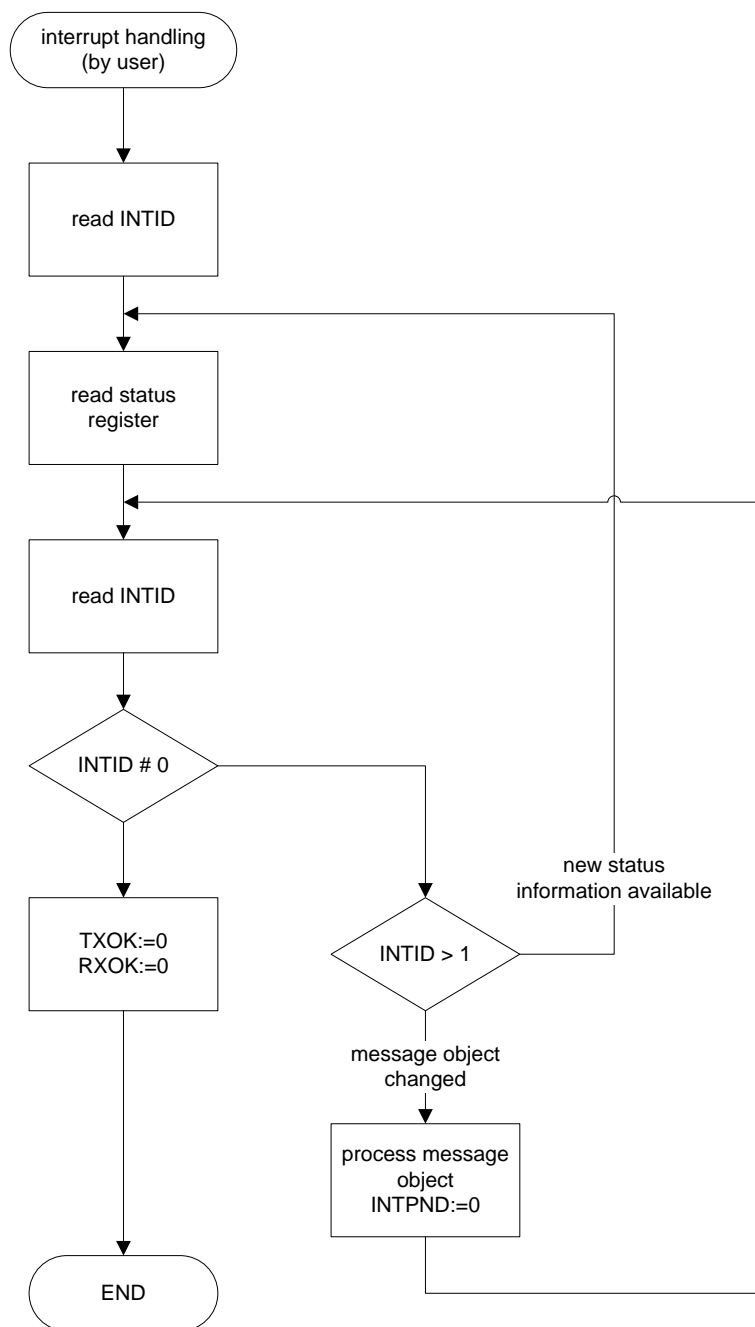 interrupt handling
(by user)
read INTID
read status
register
read INTID
INTID # 0
new status
information available
TXOK:=0
RXOK:=0
INTID > 1
message object
changed
process message
object
INTPND:=0
END